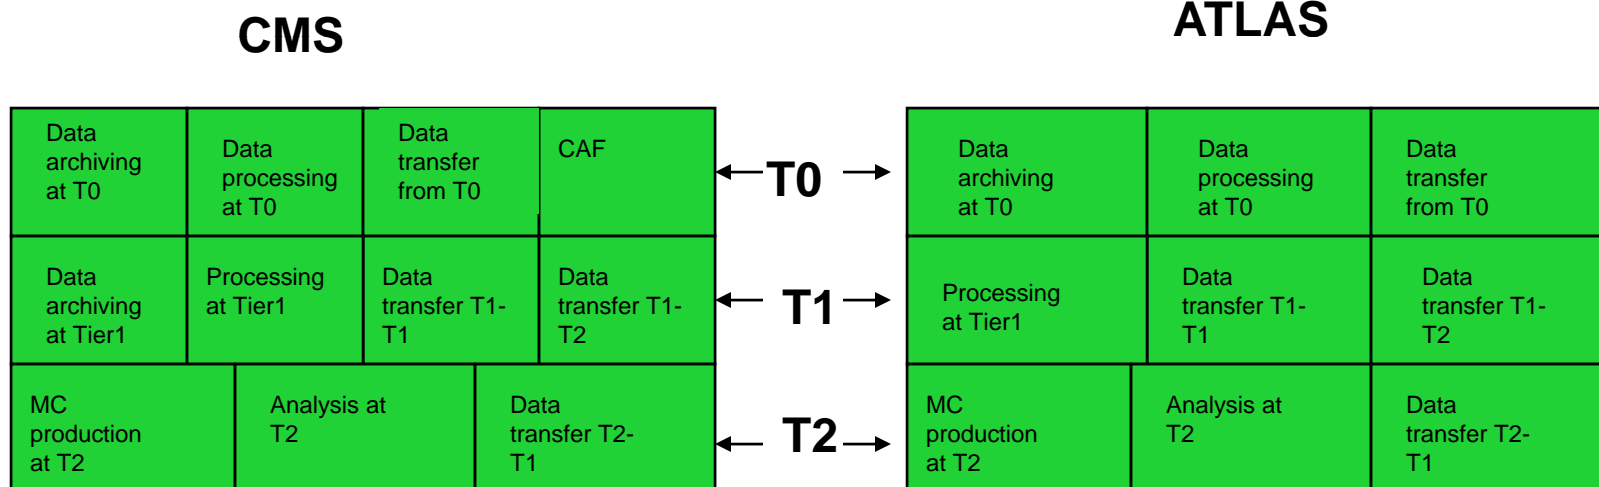 CMS
ATLAS
Data
archiving
at T0
Data
processing
at T0
Data
transfer
from T0
CAF
T0
Data
archiving
at T0
Data
processing
at T0
Data
transfer
from T0
Data
archiving
at Tier1
Processing
at Tier1
Data
transfer T1-
T1
Data
transfer T1-
T2
T1
Processing
at Tier1
Data
transfer T1-
T1
Data
transfer T1-
T2
MC
production
at T2
Analysis at
T2
Data
transfer T2-
T1
T2
MC
production
at T2
Analysis at
T2
Data
transfer T2-
T1